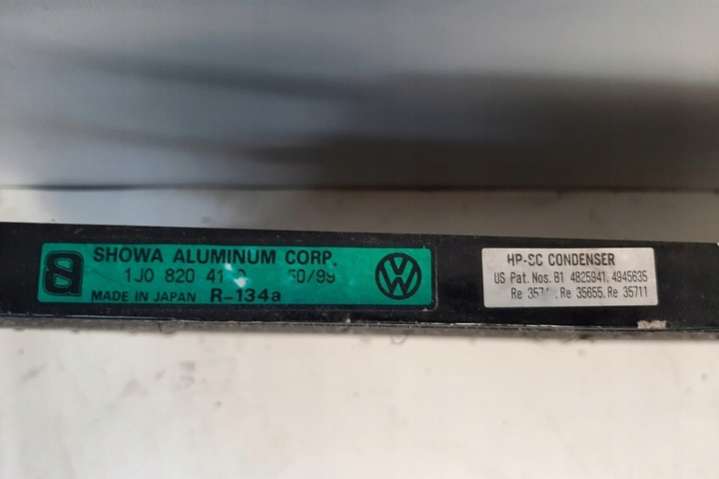 SHOWA ALUMINUM CORP.
1J0 820 41
MADE IN JAPAN R-134a
HP-SC CONDENSER
US Pat. Nos. B1 4825941, 4945635
Re 35655, Re 35711